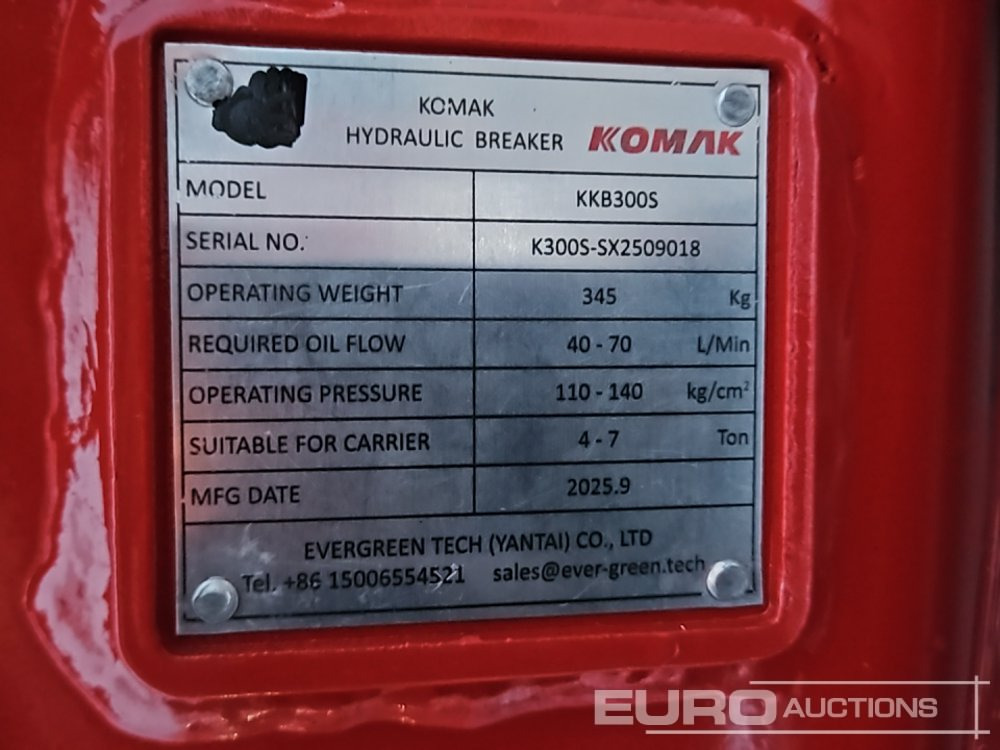 KOMAK
HYDRAULIC BREAKER KOMAK
MODEL KKB300S
SERIAL NO. K300S-SX2509018
OPERATING WEIGHT 345 Kg
REQUIRED OIL FLOW 40 - 70 L/Min
OPERATING PRESSURE 110 - 140 kg/cm²
SUITABLE FOR CARRIER 4 - 7 Ton
MFG DATE 2025.9
EVERGREEN TECH (YANTAI) CO., LTD
Tel. +86 15006554521 sales@ever-green.tech
EURO AUCTIONS